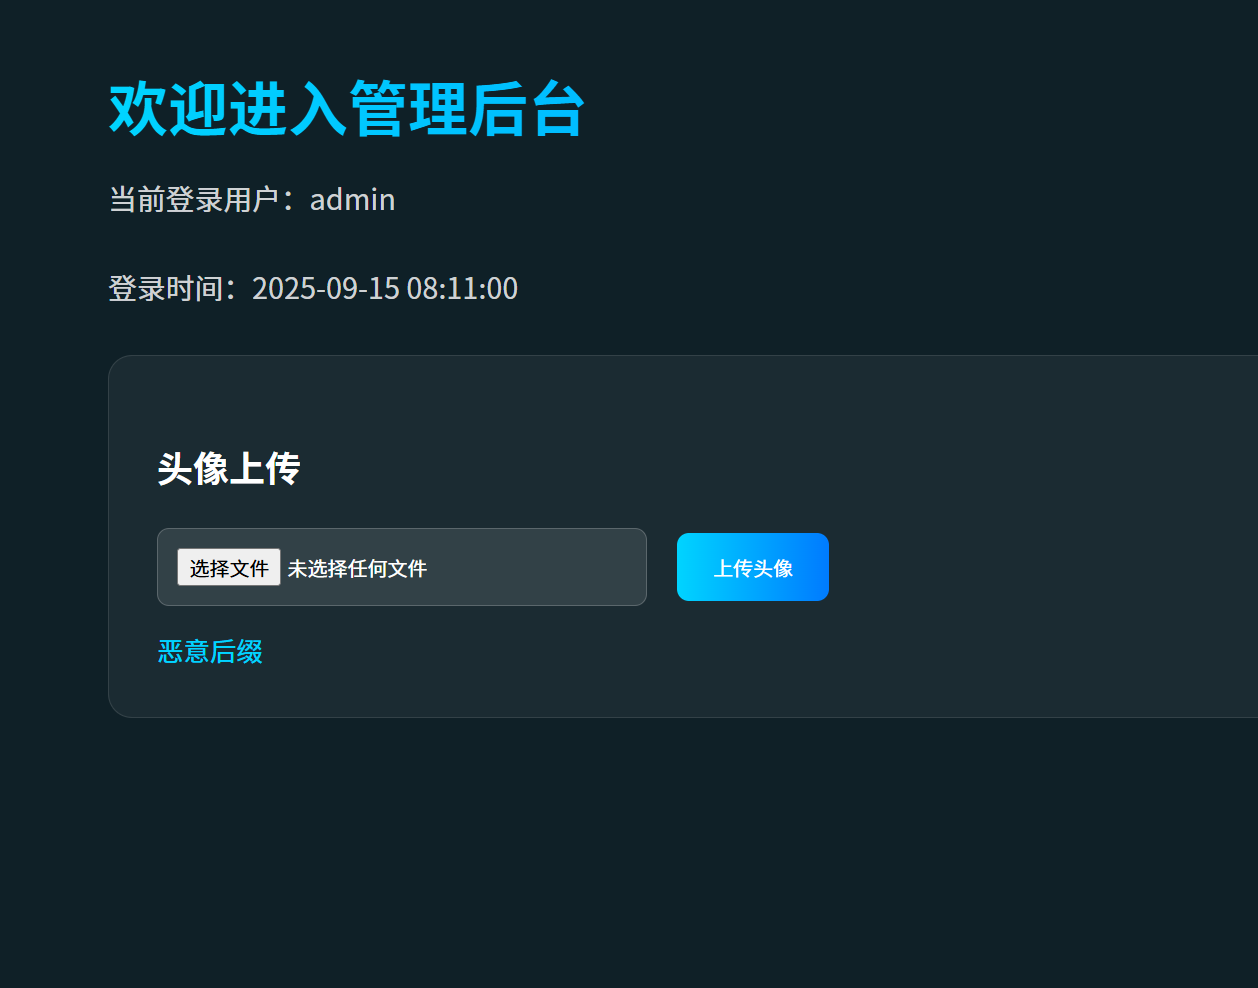 欢迎进入管理后台
当前登录用户：admin
登录时间：2025-09-15 08:11:00
头像上传
选择文件 未选择任何文件 上传头像
恶意后缀